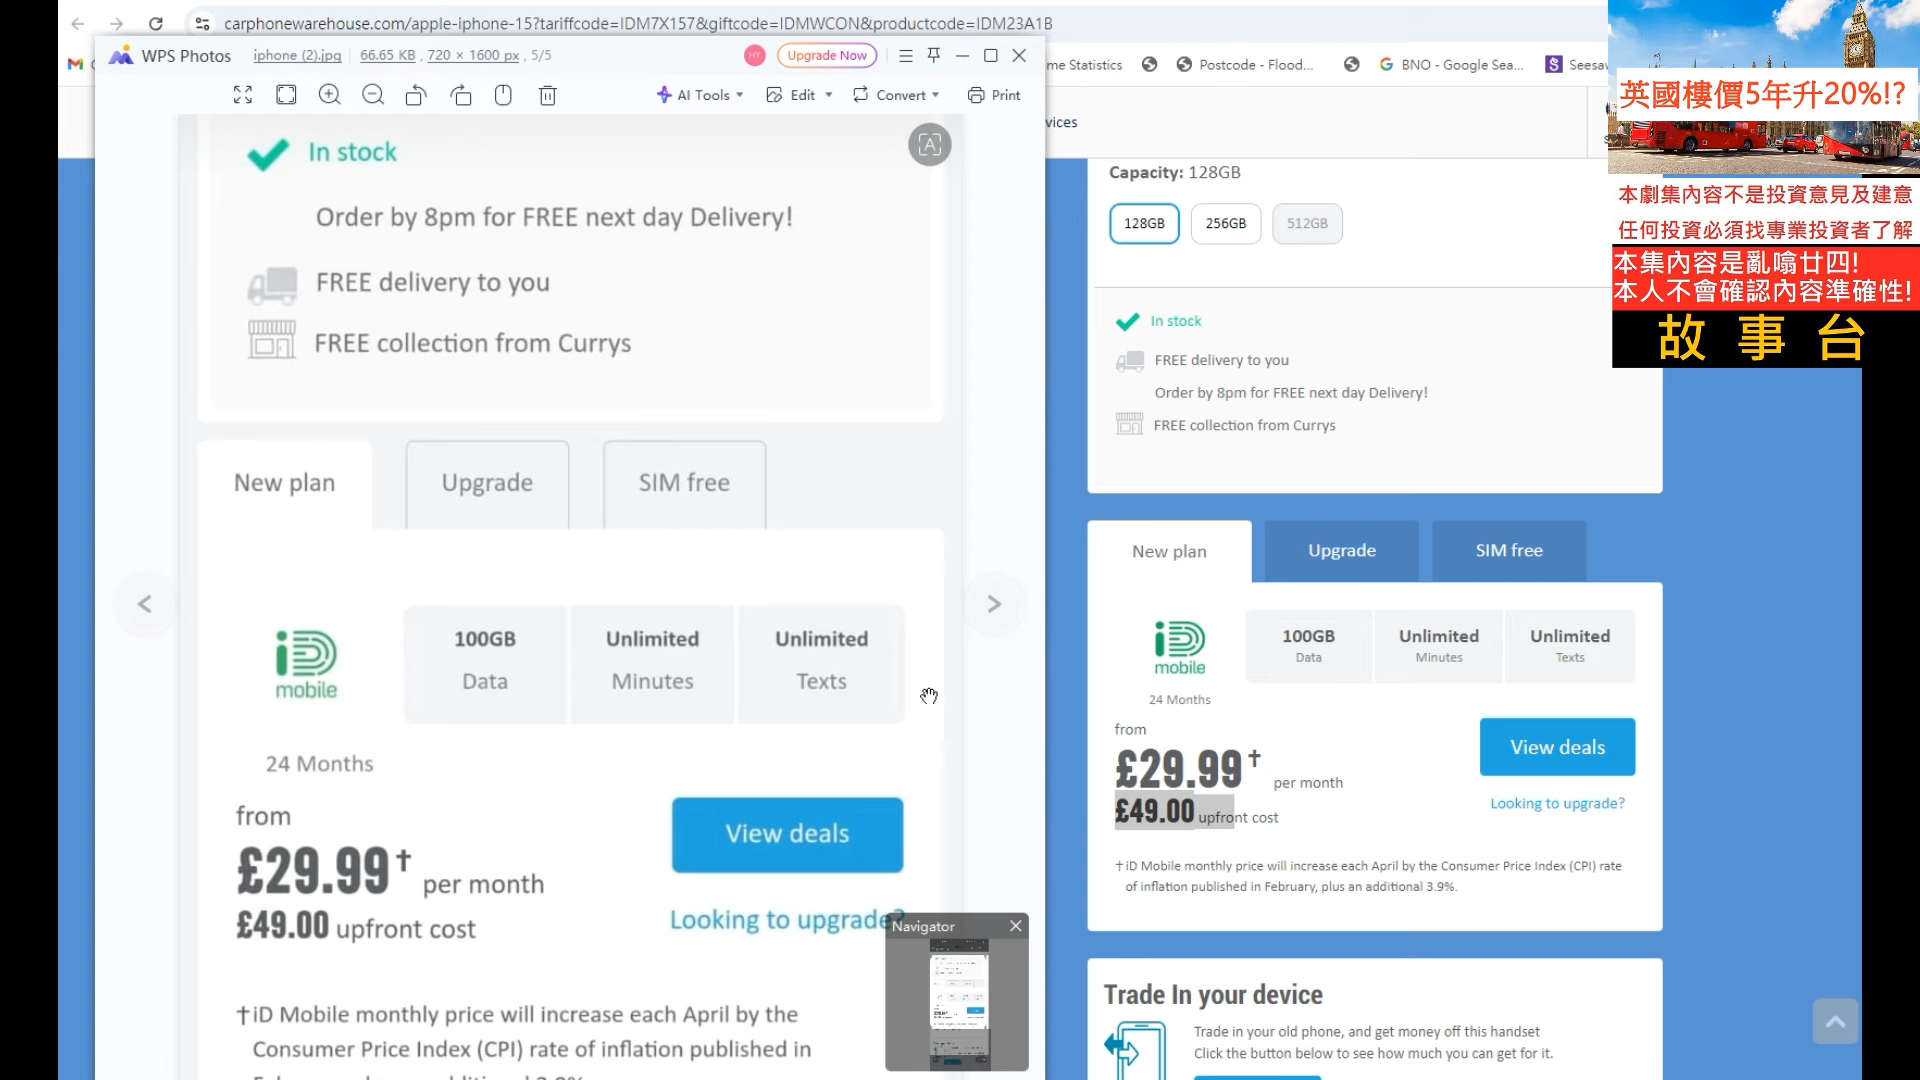 carphonewarehouse.com/apple-iphone-15?tariffcode=IDM7X157&giftcode=IDMWCON&productcode=IDM23A1B
WPS Photos
iphone (2).jpg
66.65 KB , 720 × 1600 px , 5/5
HY
Upgrade Now
AI Tools
Edit
Convert
Print
me Statistics
Postcode - Flood...
BNO - Google Sea...
Seesaw
vices
In stock
Order by 8pm for FREE next day Delivery!
FREE delivery to you
FREE collection from Currys
New plan
Upgrade
SIM free
iD
mobile
100GB
Data
Unlimited
Minutes
Unlimited
Texts
24 Months
from
£29.99† per month
£49.00 upfront cost
View deals
Looking to upgrade?
†iD Mobile monthly price will increase each April by the
Consumer Price Index (CPI) rate of inflation published in
Navigator
Capacity: 128GB
128GB
256GB
512GB
In stock
FREE delivery to you
Order by 8pm for FREE next day Delivery!
FREE collection from Currys
New plan
Upgrade
SIM free
iD
mobile
100GB
Data
Unlimited
Minutes
Unlimited
Texts
24 Months
from
£29.99† per month
£49.00 upfront cost
View deals
Looking to upgrade?
†iD Mobile monthly price will increase each April by the Consumer Price Index (CPI) rate
of inflation published in February, plus an additional 3.9%.
Trade In your device
Trade in your old phone, and get money off this handset
Click the button below to see how much you can get for it.
英國樓價5年升20%!?
本劇集內容不是投資意見及建意
任何投資必須找專業投資者了解
本集內容是亂噏廿四!
本人不會確認內容準確性!
故事台